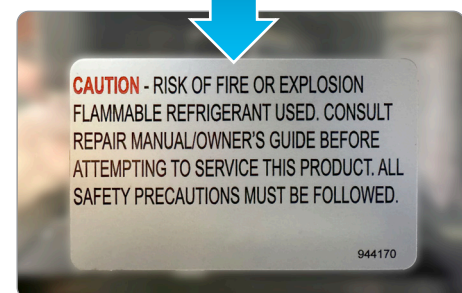 CAUTION - RISK OF FIRE OR EXPLOSION
FLAMMABLE REFRIGERANT USED. CONSULT
REPAIR MANUAL/OWNER'S GUIDE BEFORE
ATTEMPTING TO SERVICE THIS PRODUCT. ALL
SAFETY PRECAUTIONS MUST BE FOLLOWED.
944170